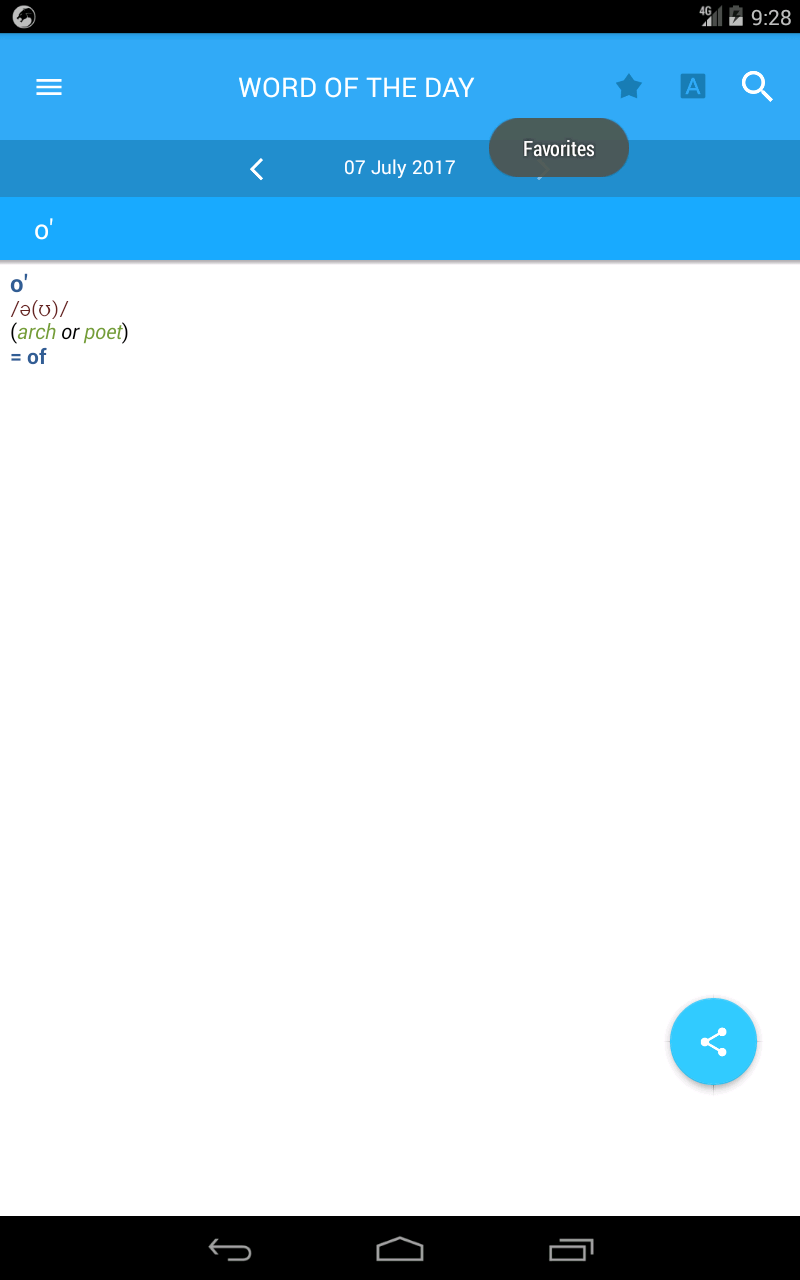 4G 9:28
WORD OF THE DAY A
Favorites
07 July 2017
o'
o'
/ə(ʊ)/
(arch or poet)
= of